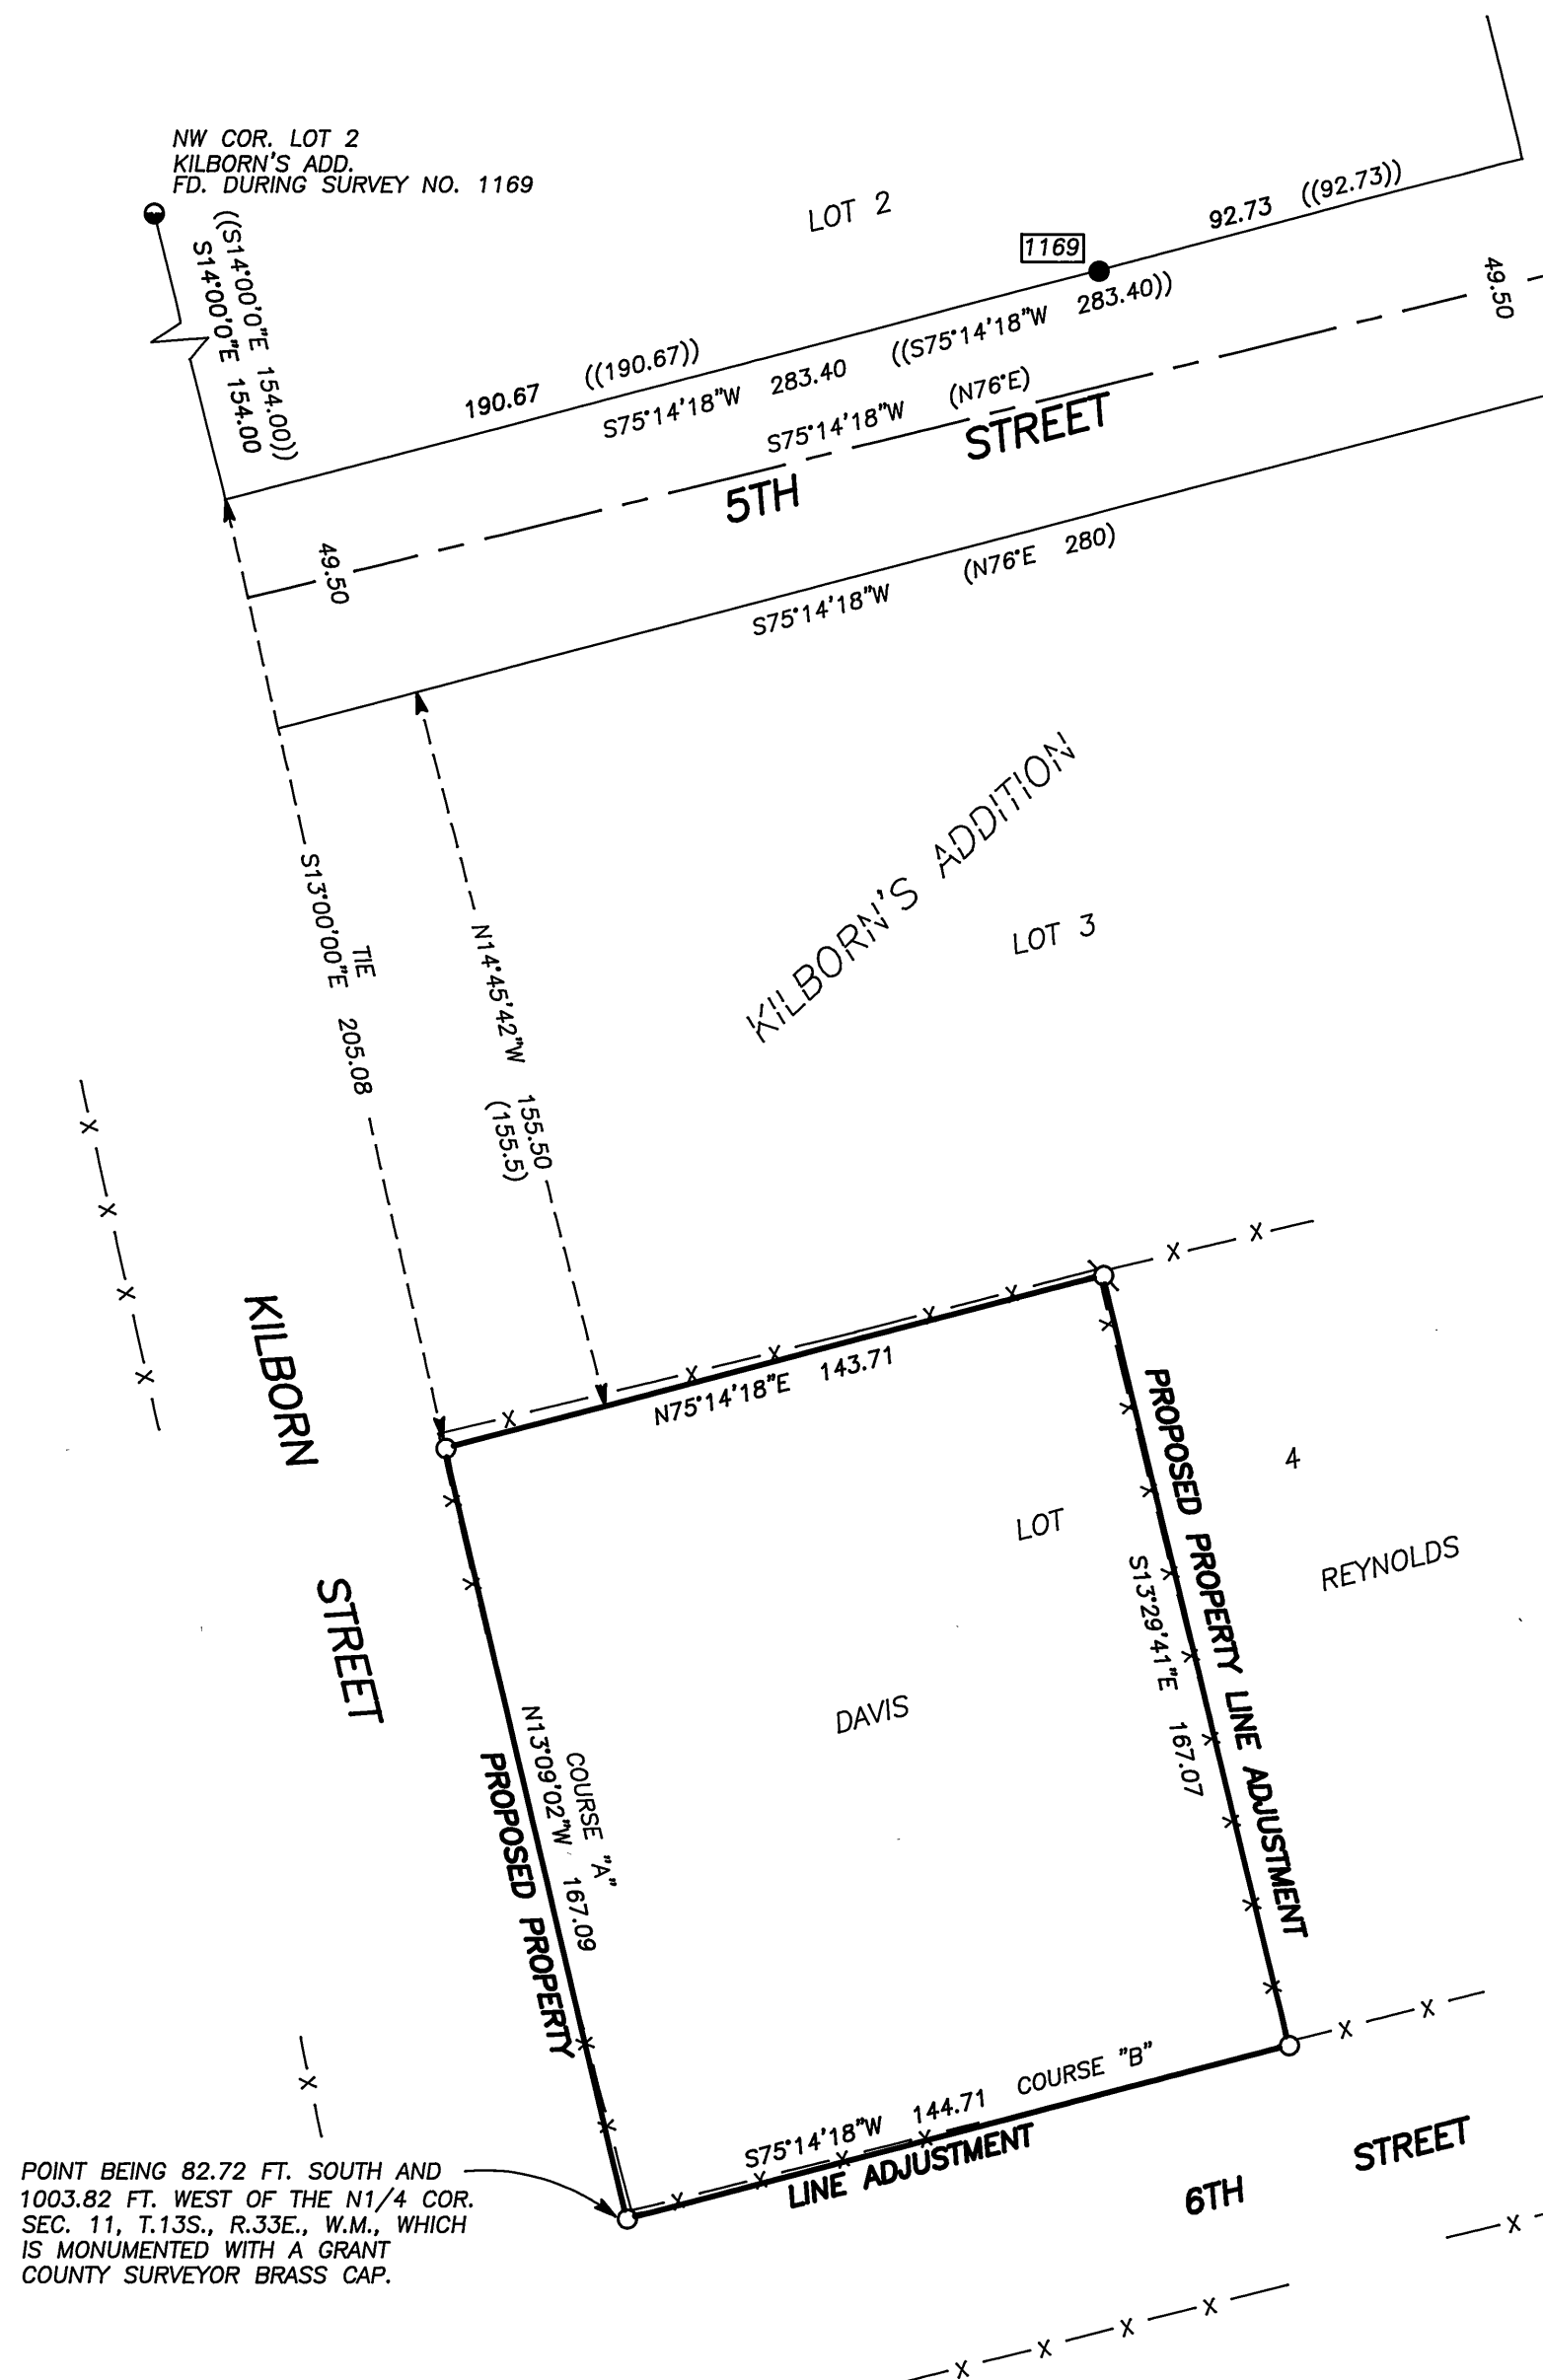 NW COR. LOT 2
KILBORN'S ADD.
FD. DURING SURVEY NO. 1169
((S14°00'0"E 154.00))
S14°00'0"E 154.00
LOT 2
1169
92.73 ((92.73))
190.67 ((190.67))
S75°14'18"W 283.40 ((S75°14'18"W 283.40))
S75°14'18"W (N76°E)
5TH STREET
49.50
49.50
S75°14'18"W (N76°E 280)
TIE
S13°00'00"E 205.08
N14°45'42"W 155.50
(155.5)
KILBORN'S ADDITION
LOT 3
KILBORN STREET
N75°14'18"E 143.71
PROPOSED PROPERTY LINE ADJUSTMENT
S13°29'41"E 167.07
LOT 4
REYNOLDS
DAVIS
COURSE "A"
N13°09'02"W 167.09
PROPOSED PROPERTY
S75°14'18"W 144.71 COURSE "B"
LINE ADJUSTMENT
6TH STREET
POINT BEING 82.72 FT. SOUTH AND
1003.82 FT. WEST OF THE N1/4 COR.
SEC. 11, T.13S., R.33E., W.M., WHICH
IS MONUMENTED WITH A GRANT
COUNTY SURVEYOR BRASS CAP.